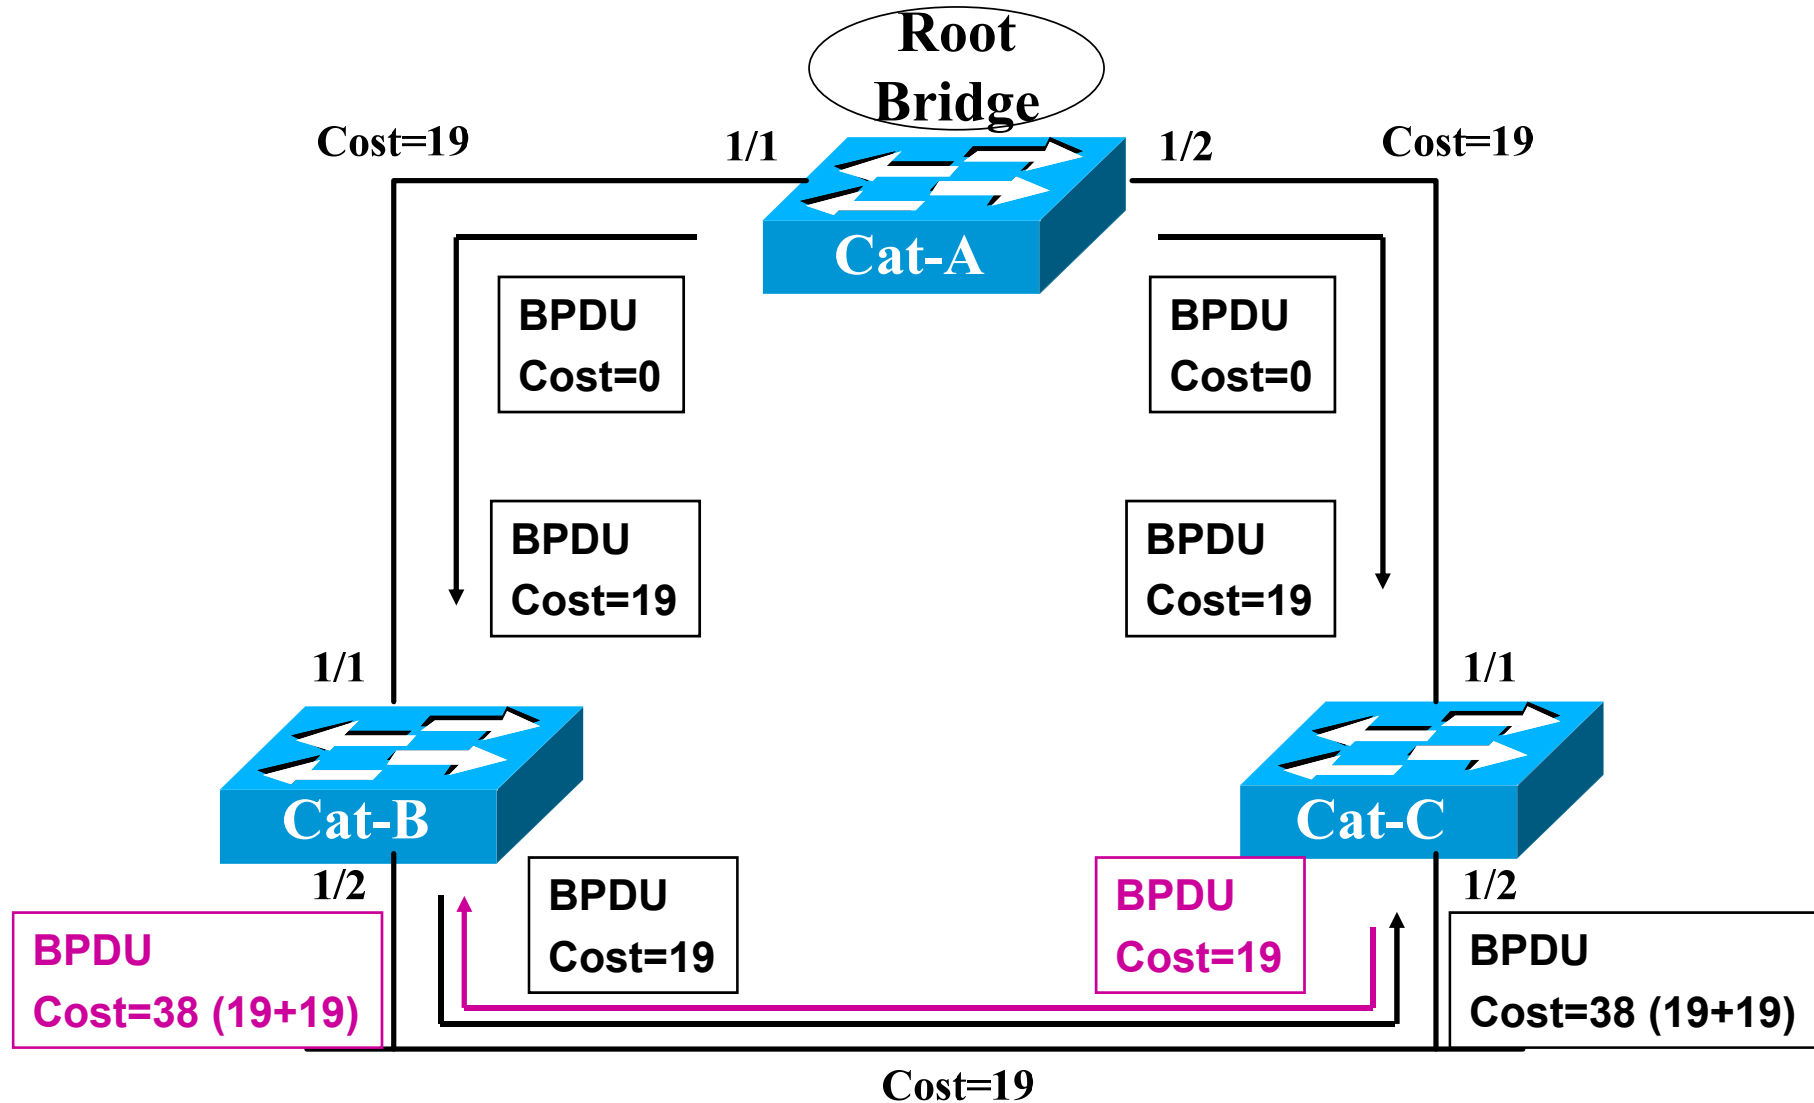 Root
Bridge
Cost=19
1/1
1/2
Cost=19
Cat-A
BPDU
Cost=0
BPDU
Cost=0
BPDU
Cost=19
BPDU
Cost=19
1/1
1/1
Cat-B
Cat-C
1/2
BPDU
Cost=19
BPDU
Cost=19
1/2
BPDU
Cost=38 (19+19)
BPDU
Cost=38 (19+19)
Cost=19